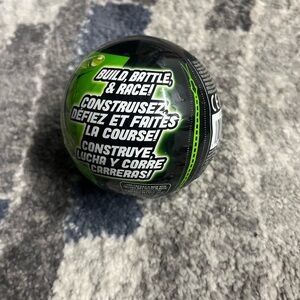 BUILD, BATTLE,
& RACE!
CONSTRUISEZ,
DÉFIEZ ET FAITES
LA COURSE!
CONSTRUYE,
LUCHA Y CORRE
CARRERAS!